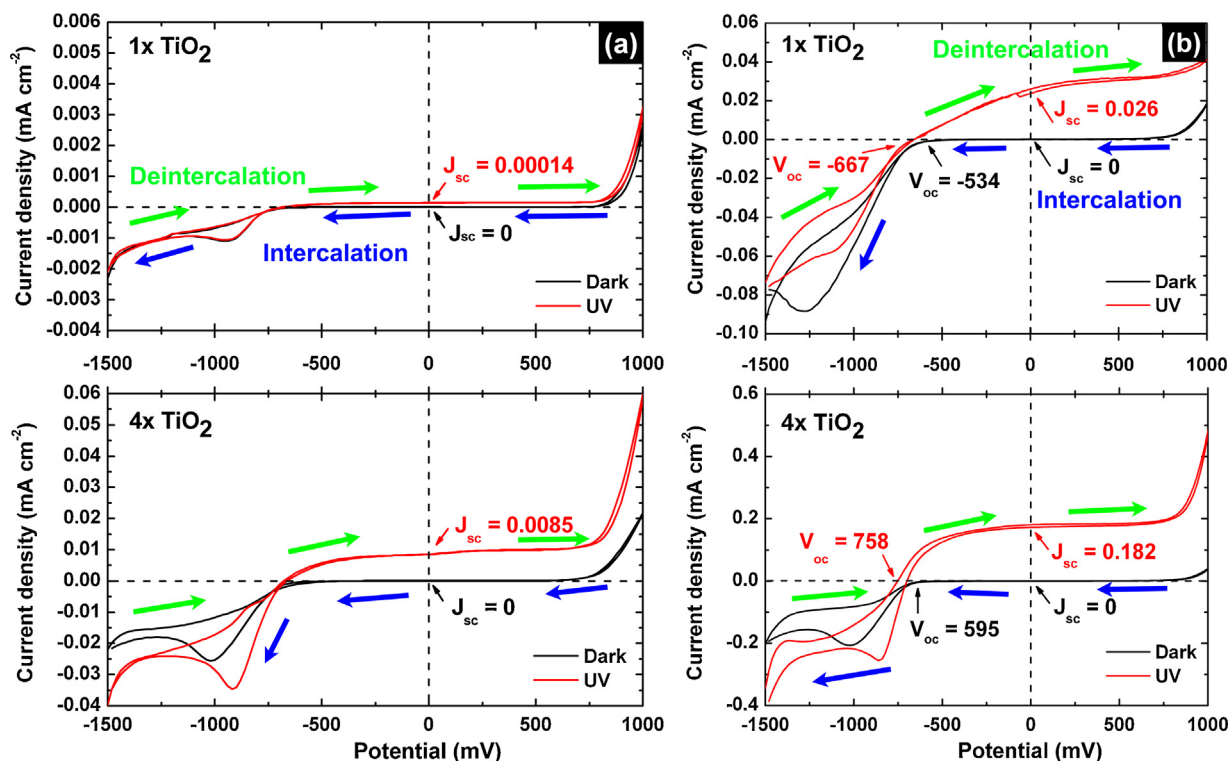 1x TiO2
(a)
Current density (mA cm-2)
0.006
0.005
0.004
0.003
0.002
0.001
0.000
-0.001
-0.002
-0.003
-0.004
Deintercalation
Jsc = 0.00014
Jsc = 0
Intercalation
Dark
UV
-1500 -1000 -500 0 500 1000
1x TiO2
(b)
Current density (mA cm-2)
0.06
0.04
0.02
0.00
-0.02
-0.04
-0.06
-0.08
-0.10
Deintercalation
Jsc = 0.026
Voc = -667
Voc = -534
Jsc = 0
Intercalation
Dark
UV
-1500 -1000 -500 0 500 1000
4x TiO2
Current density (mA cm-2)
0.06
0.05
0.04
0.03
0.02
0.01
0.00
-0.01
-0.02
-0.03
-0.04
Jsc = 0.0085
Jsc = 0
Dark
UV
-1500 -1000 -500 0 500 1000
Potential (mV)
4x TiO2
Current density (mA cm-2)
0.6
0.4
0.2
0.0
-0.2
-0.4
Voc = 758
Jsc = 0.182
Voc = 595
Jsc = 0
Dark
UV
-1500 -1000 -500 0 500 1000
Potential (mV)